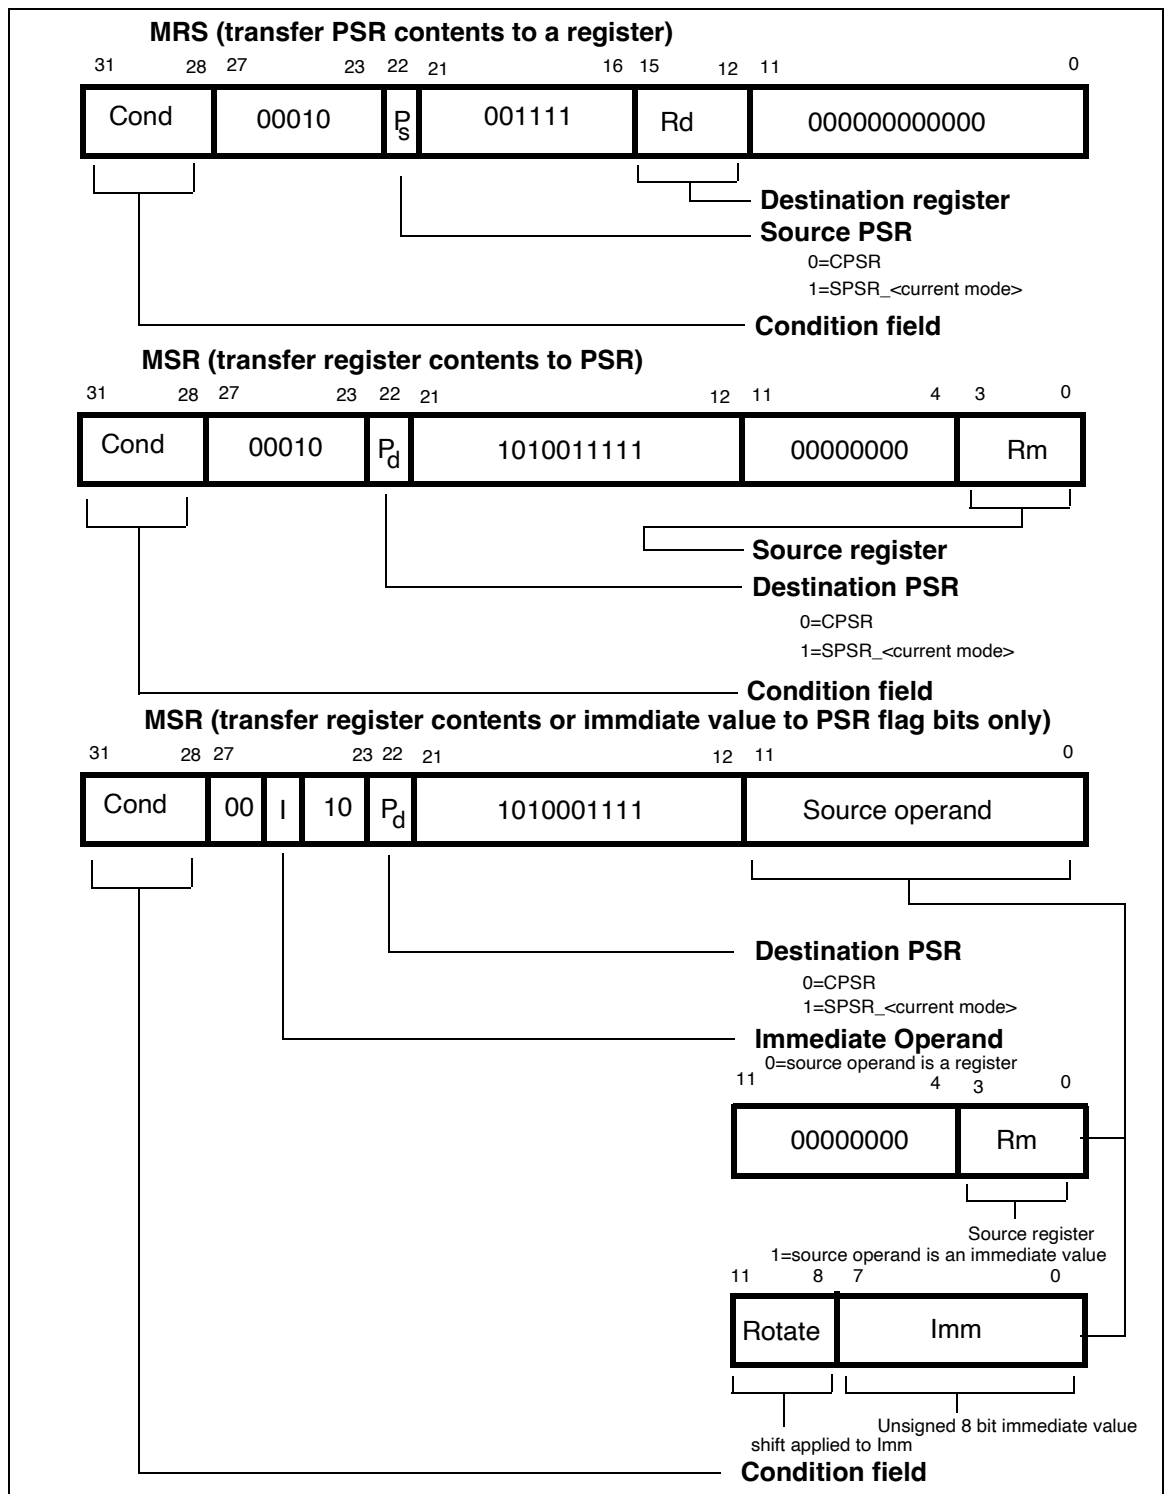 MRS (transfer PSR contents to a register)
31 28 27 23 22 21 16 15 12 11 0
Cond 00010 Ps 001111 Rd 000000000000
Destination register
Source PSR
0=CPSR
1=SPSR_<current mode>
Condition field
MSR (transfer register contents to PSR)
31 28 27 23 22 21 12 11 4 3 0
Cond 00010 Pd 1010011111 00000000 Rm
Source register
Destination PSR
0=CPSR
1=SPSR_<current mode>
Condition field
MSR (transfer register contents or immdiate value to PSR flag bits only)
31 28 27 23 22 21 12 11 0
Cond 00 I 10 Pd 1010001111 Source operand
Destination PSR
0=CPSR
1=SPSR_<current mode>
Immediate Operand
0=source operand is a register
11 4 3 0
00000000 Rm
Source register
1=source operand is an immediate value
11 8 7 0
Rotate Imm
Unsigned 8 bit immediate value
shift applied to Imm
Condition field